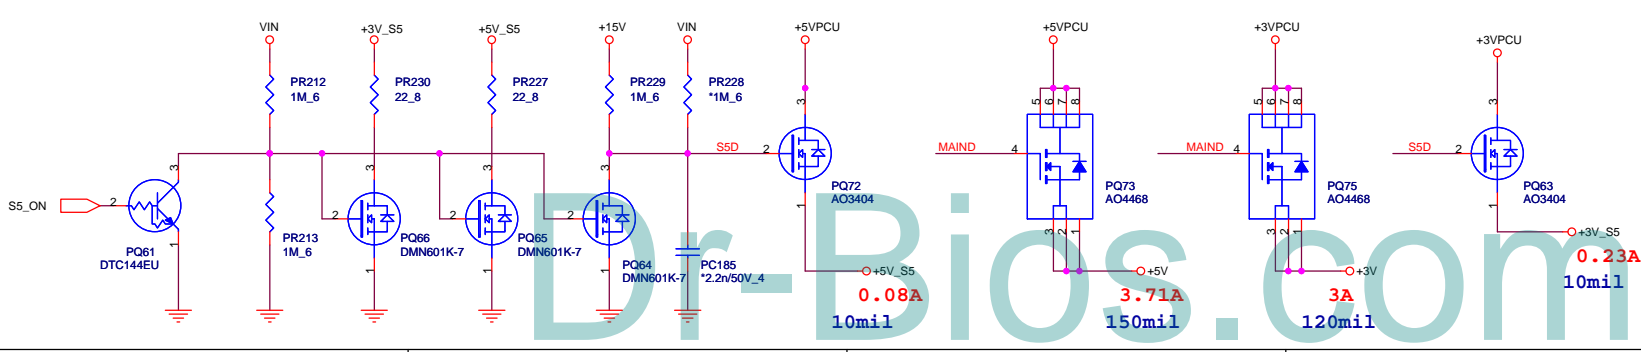 VIN
+3V_S5
+5V_S5
+15V
VIN
+5VPCU
+5VPCU
+3VPCU
+3VPCU
PR212
1M_6
PR230
22_8
PR227
22_8
PR229
1M_6
PR228
*1M_6
3
5
6
7
8
5
6
7
8
3
S5D
2
MAIND
4
MAIND
4
S5D
2
3
3
3
3
S5_ON
2
2
2
2
PQ72
AO3404
PQ73
AO4468
PQ75
AO4468
PQ63
AO3404
1
1
PQ61
DTC144EU
1
PR213
1M_6
PQ66
DMN601K-7
1
PQ65
DMN601K-7
1
PQ64
DMN601K-7
1
PC185
*2.2n/50V_4
3
2
1
3
2
1
+5V_S5
0.08A
10mil
+5V
3.71A
150mil
+3V
3A
120mil
+3V_S5
0.23A
10mil
Dr-Bios.com